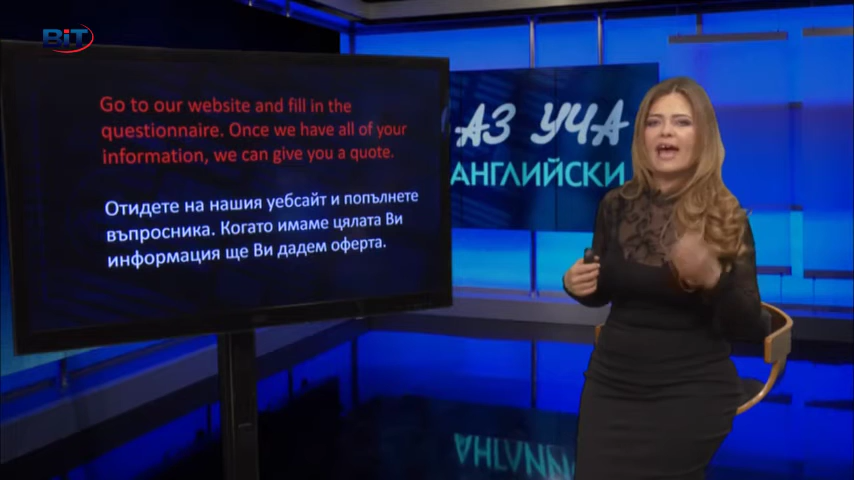 BiT
Go to our website and fill in the
questionnaire. Once we have all of your
information, we can give you a quote.
Отидете на нашия уебсайт и попълнете
въпросника. Когато имаме цялата Ви
информация ще Ви дадем оферта.
АЗ УЧА
АНГЛИЙСКИ